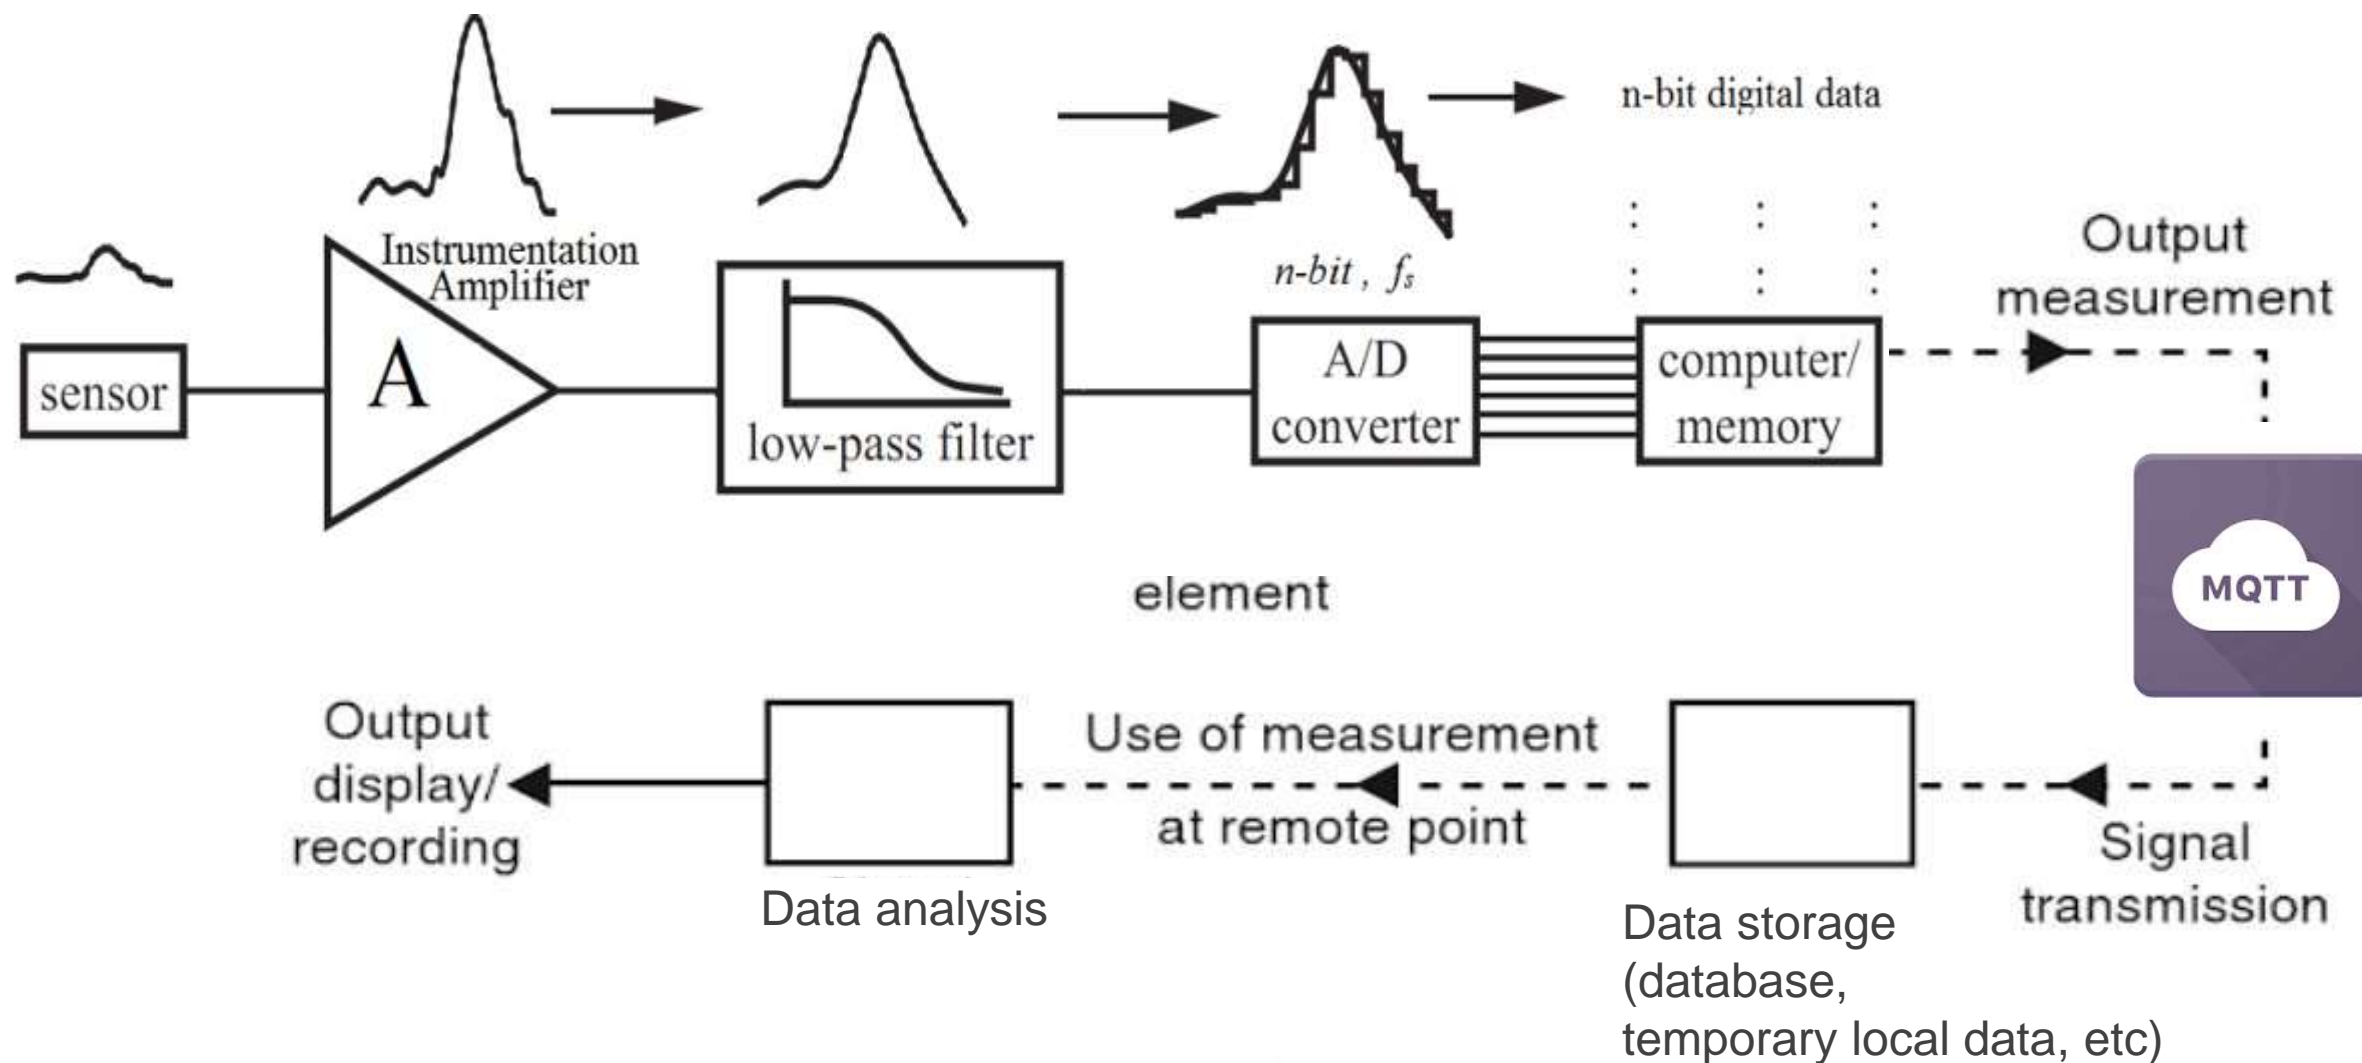 n-bit digital data
Instrumentation
Amplifier
n-bit , fs
Output
measurement
sensor
A
low-pass filter
A/D
converter
computer/
memory
MQTT
element
Output
display/
recording
Use of measurement
at remote point
Signal
transmission
Data analysis
Data storage
(database,
temporary local data, etc)